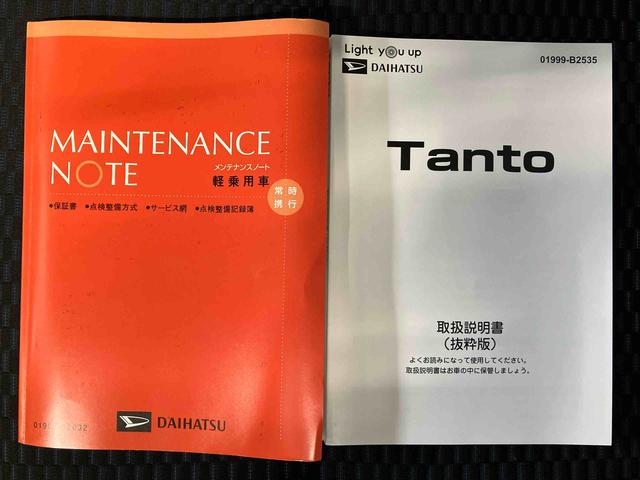 MAINTENANCE
NOTE
メンテナンスノート
軽乗用車
常時
携行
●保証書 ●点検整備方式 ●サービス網 ●点検整備記録簿
DAIHATSU
Light you up
DAIHATSU
01999-B2535
Tanto
取扱説明書
(抜粋版)
よくお読みになって使用してください。
取扱説明書はお車の中に保管しましょう。